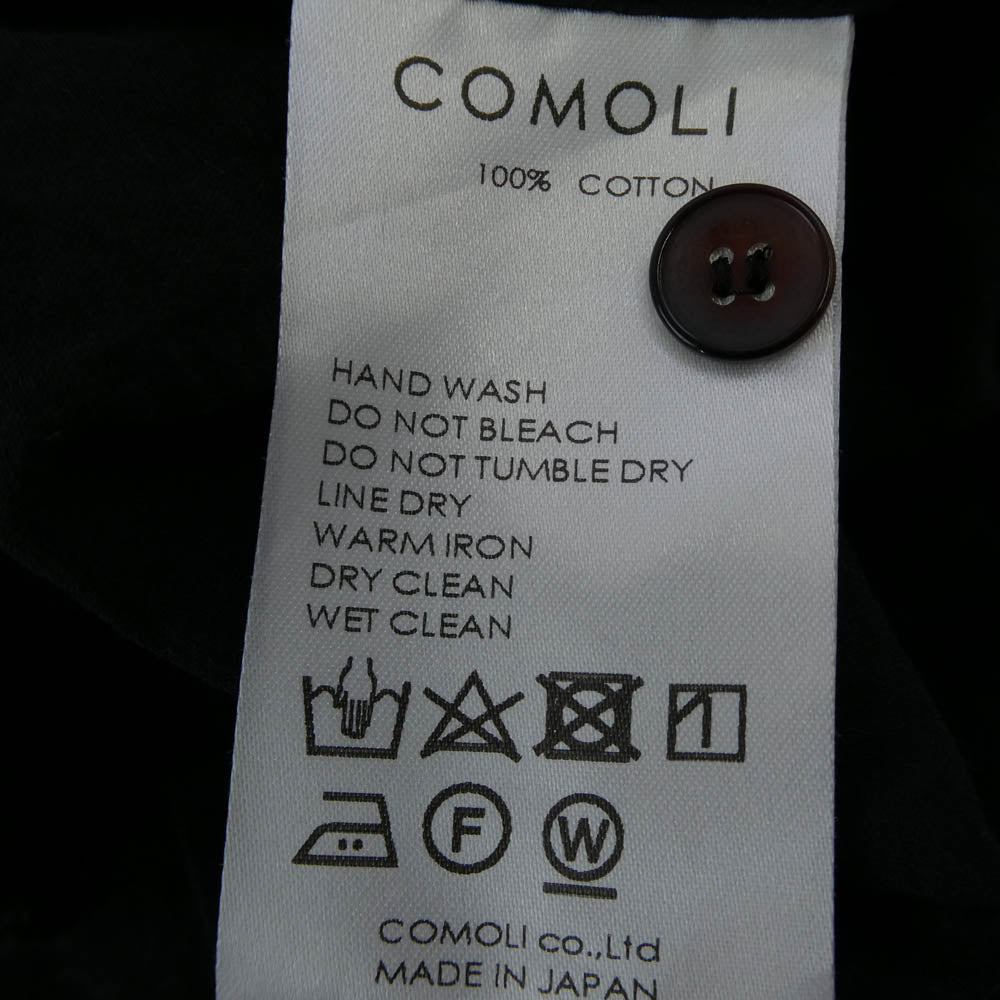 COMOLI
100% COTTON
HAND WASH
DO NOT BLEACH
DO NOT TUMBLE DRY
LINE DRY
WARM IRON
DRY CLEAN
WET CLEAN
F W
COMOLI co.,Ltd
MADE IN JAPAN